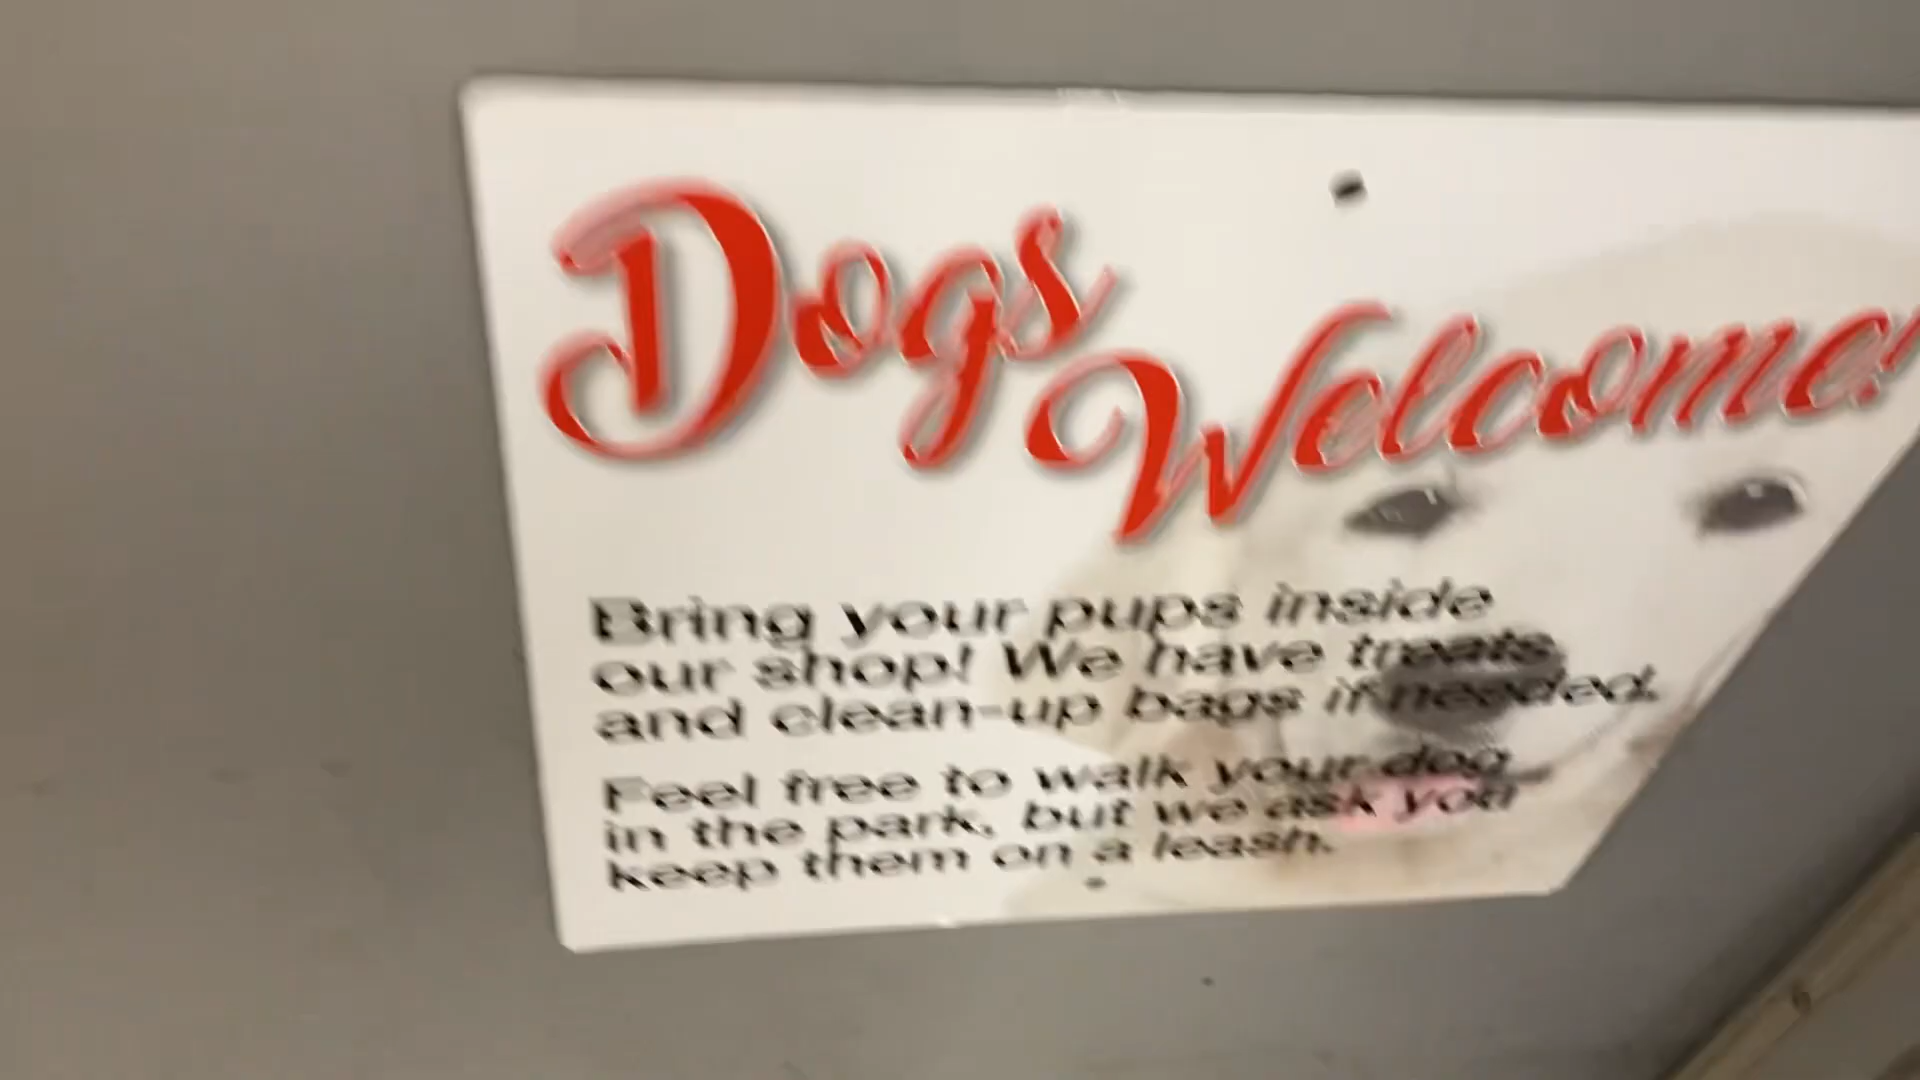 Dogs
Welcome!
Bring your pups inside
our shop! We have treats
and clean-up bags if needed.
Feel free to walk your dog
in the park, but we ask you
keep them on a leash.